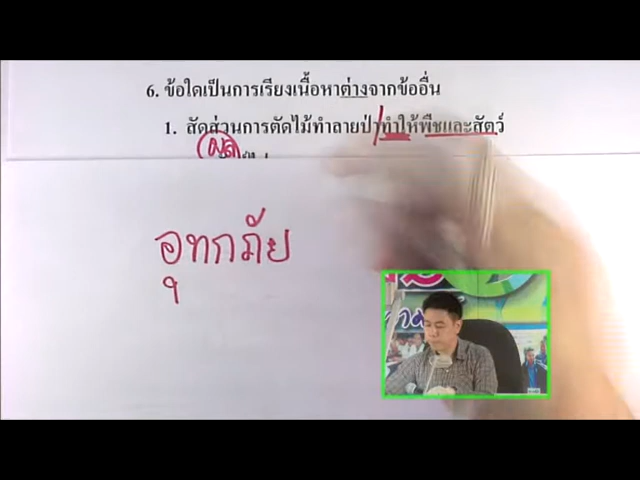 6. ข้อใดเป็นการเรียงเนื้อหาต่างจากข้ออื่น
1. สัดส่วนการตัดไม้ทำลายป่าทำให้พืชและสัตว์
ผล
อุทกภัย